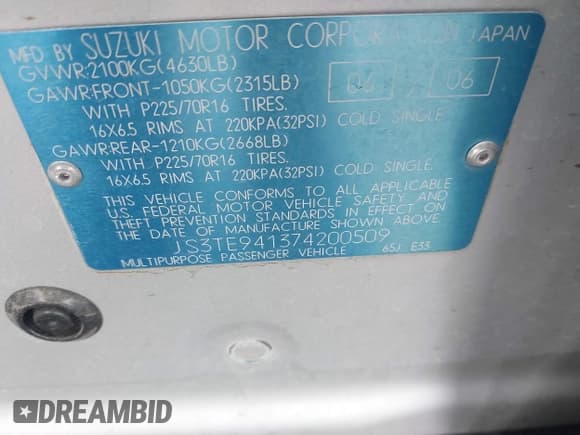 MFD BY SUZUKI MOTOR CORPORATION JAPAN
GVWR:2100KG(4630LB)
GAWR:FRONT-1050KG(2315LB)
06
WITH P225/70R16 TIRES.
16X6.5 RIMS AT 220KPA(32PSI) COLD SINGLE.
GAWR:REAR-1210KG(2668LB)
WITH P225/70R16 TIRES.
16X6.5 RIMS AT 220KPA(32PSI) COLD SINGLE.
THIS VEHICLE CONFORMS TO ALL APPLICABLE
U.S. FEDERAL MOTOR VEHICLE SAFETY AND
THEFT PREVENTION STANDARDS IN EFFECT ON
THE DATE OF MANUFACTURE SHOWN ABOVE.
JS3TE941374200509
MULTIPURPOSE PASSENGER VEHICLE 65J E33
DREAMBID